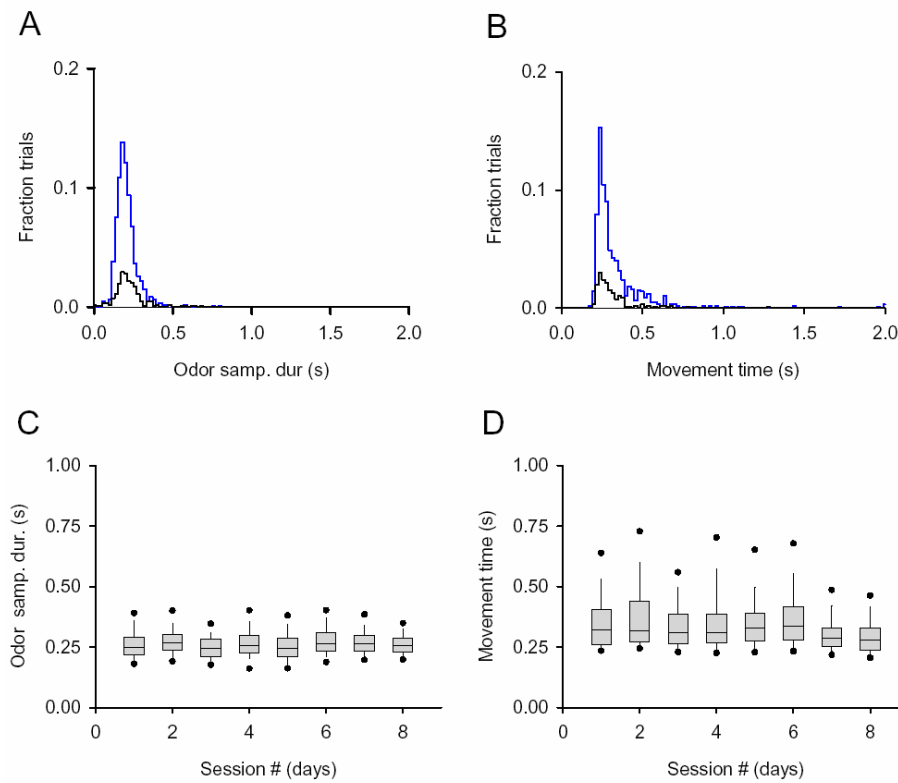 A
B
0.2
0.1
0.0
Fraction trials
0.0 0.5 1.0 1.5 2.0
Odor samp. dur (s)
0.2
0.1
0.0
Fraction trials
0.0 0.5 1.0 1.5 2.0
Movement time (s)
C
D
1.00
0.75
0.50
0.25
0.00
Odor samp. dur. (s)
0 2 4 6 8
Session # (days)
1.00
0.75
0.50
0.25
0.00
Movement time (s)
0 2 4 6 8
Session # (days)